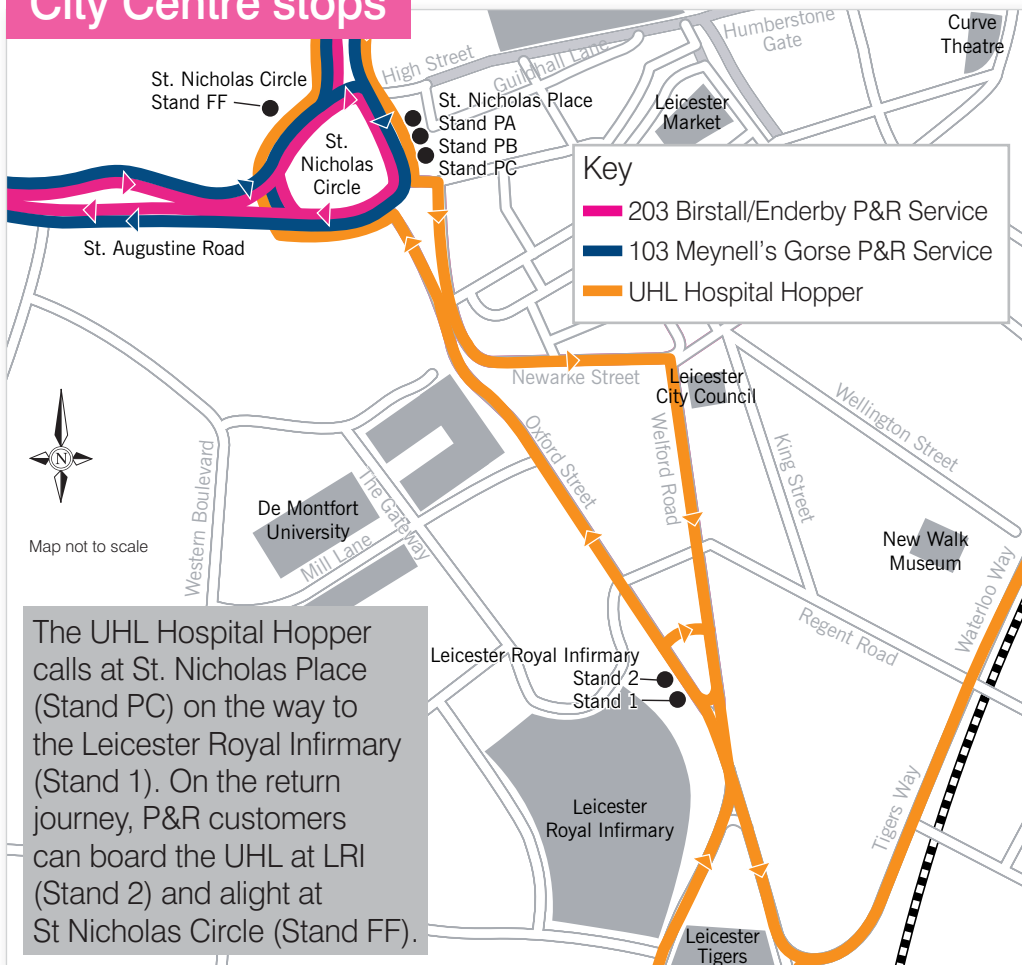 City Centre stops
St. Nicholas Circle
Stand FF
High Street
Guildhall Lane
Humberstone
Gate
Curve
Theatre
St. Nicholas Place
Stand PA
Stand PB
Stand PC
Leicester
Market
St.
Nicholas
Circle
St. Augustine Road
Key
203 Birstall/Enderby P&R Service
103 Meynell's Gorse P&R Service
UHL Hospital Hopper
Newarke Street
Leicester
City Council
Wellington Street
Oxford Street
Welford Road
King Street
N
Map not to scale
Western Boulevard
De Montfort
University
The Gateway
Mill Lane
New Walk
Museum
Waterloo Way
Regent Road
The UHL Hospital Hopper
calls at St. Nicholas Place
(Stand PC) on the way to
the Leicester Royal Infirmary
(Stand 1). On the return
journey, P&R customers
can board the UHL at LRI
(Stand 2) and alight at
St Nicholas Circle (Stand FF).
Leicester Royal Infirmary
Stand 2
Stand 1
Leicester
Royal Infirmary
Tigers Way
Leicester
Tigers